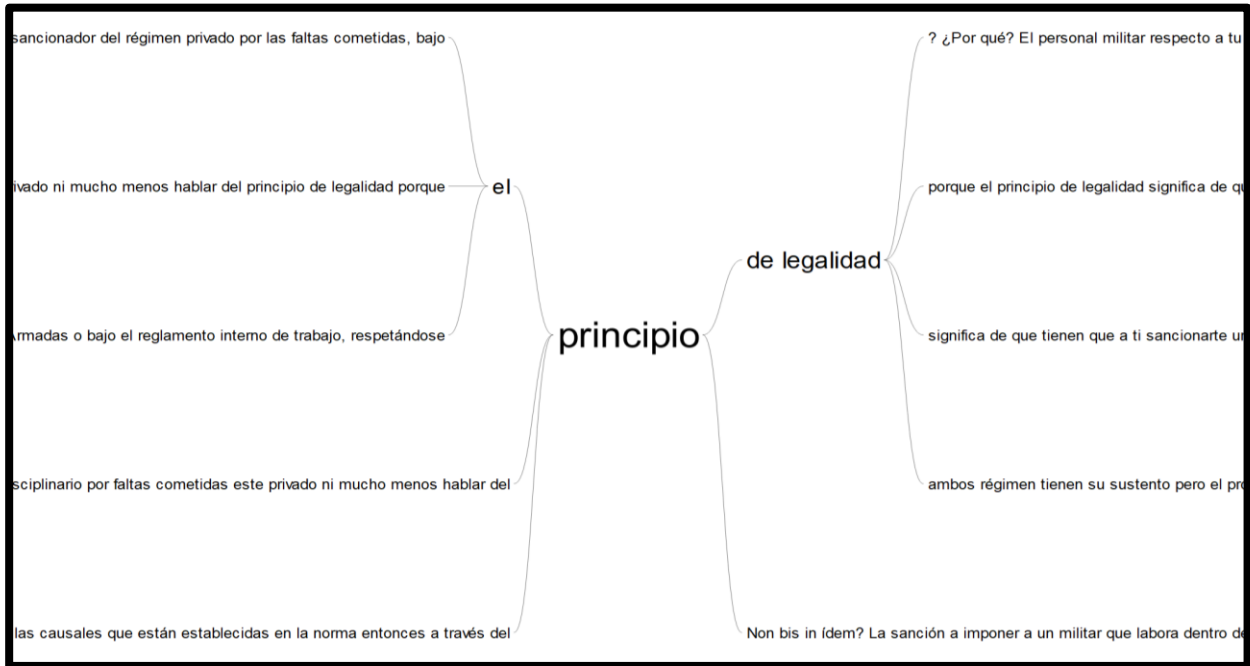 sancionador del régimen privado por las faltas cometidas, bajo
ivado ni mucho menos hablar del principio de legalidad porque
rmadas o bajo el reglamento interno de trabajo, respetándose
el
sciplinario por faltas cometidas este privado ni mucho menos hablar del
las causales que están establecidas en la norma entonces a través del
principio
de legalidad
? ¿Por qué? El personal militar respecto a tu
porque el principio de legalidad significa de qu
significa de que tienen que a ti sancionarte un
ambos régimen tienen su sustento pero el pro
Non bis in ídem? La sanción a imponer a un militar que labora dentro de